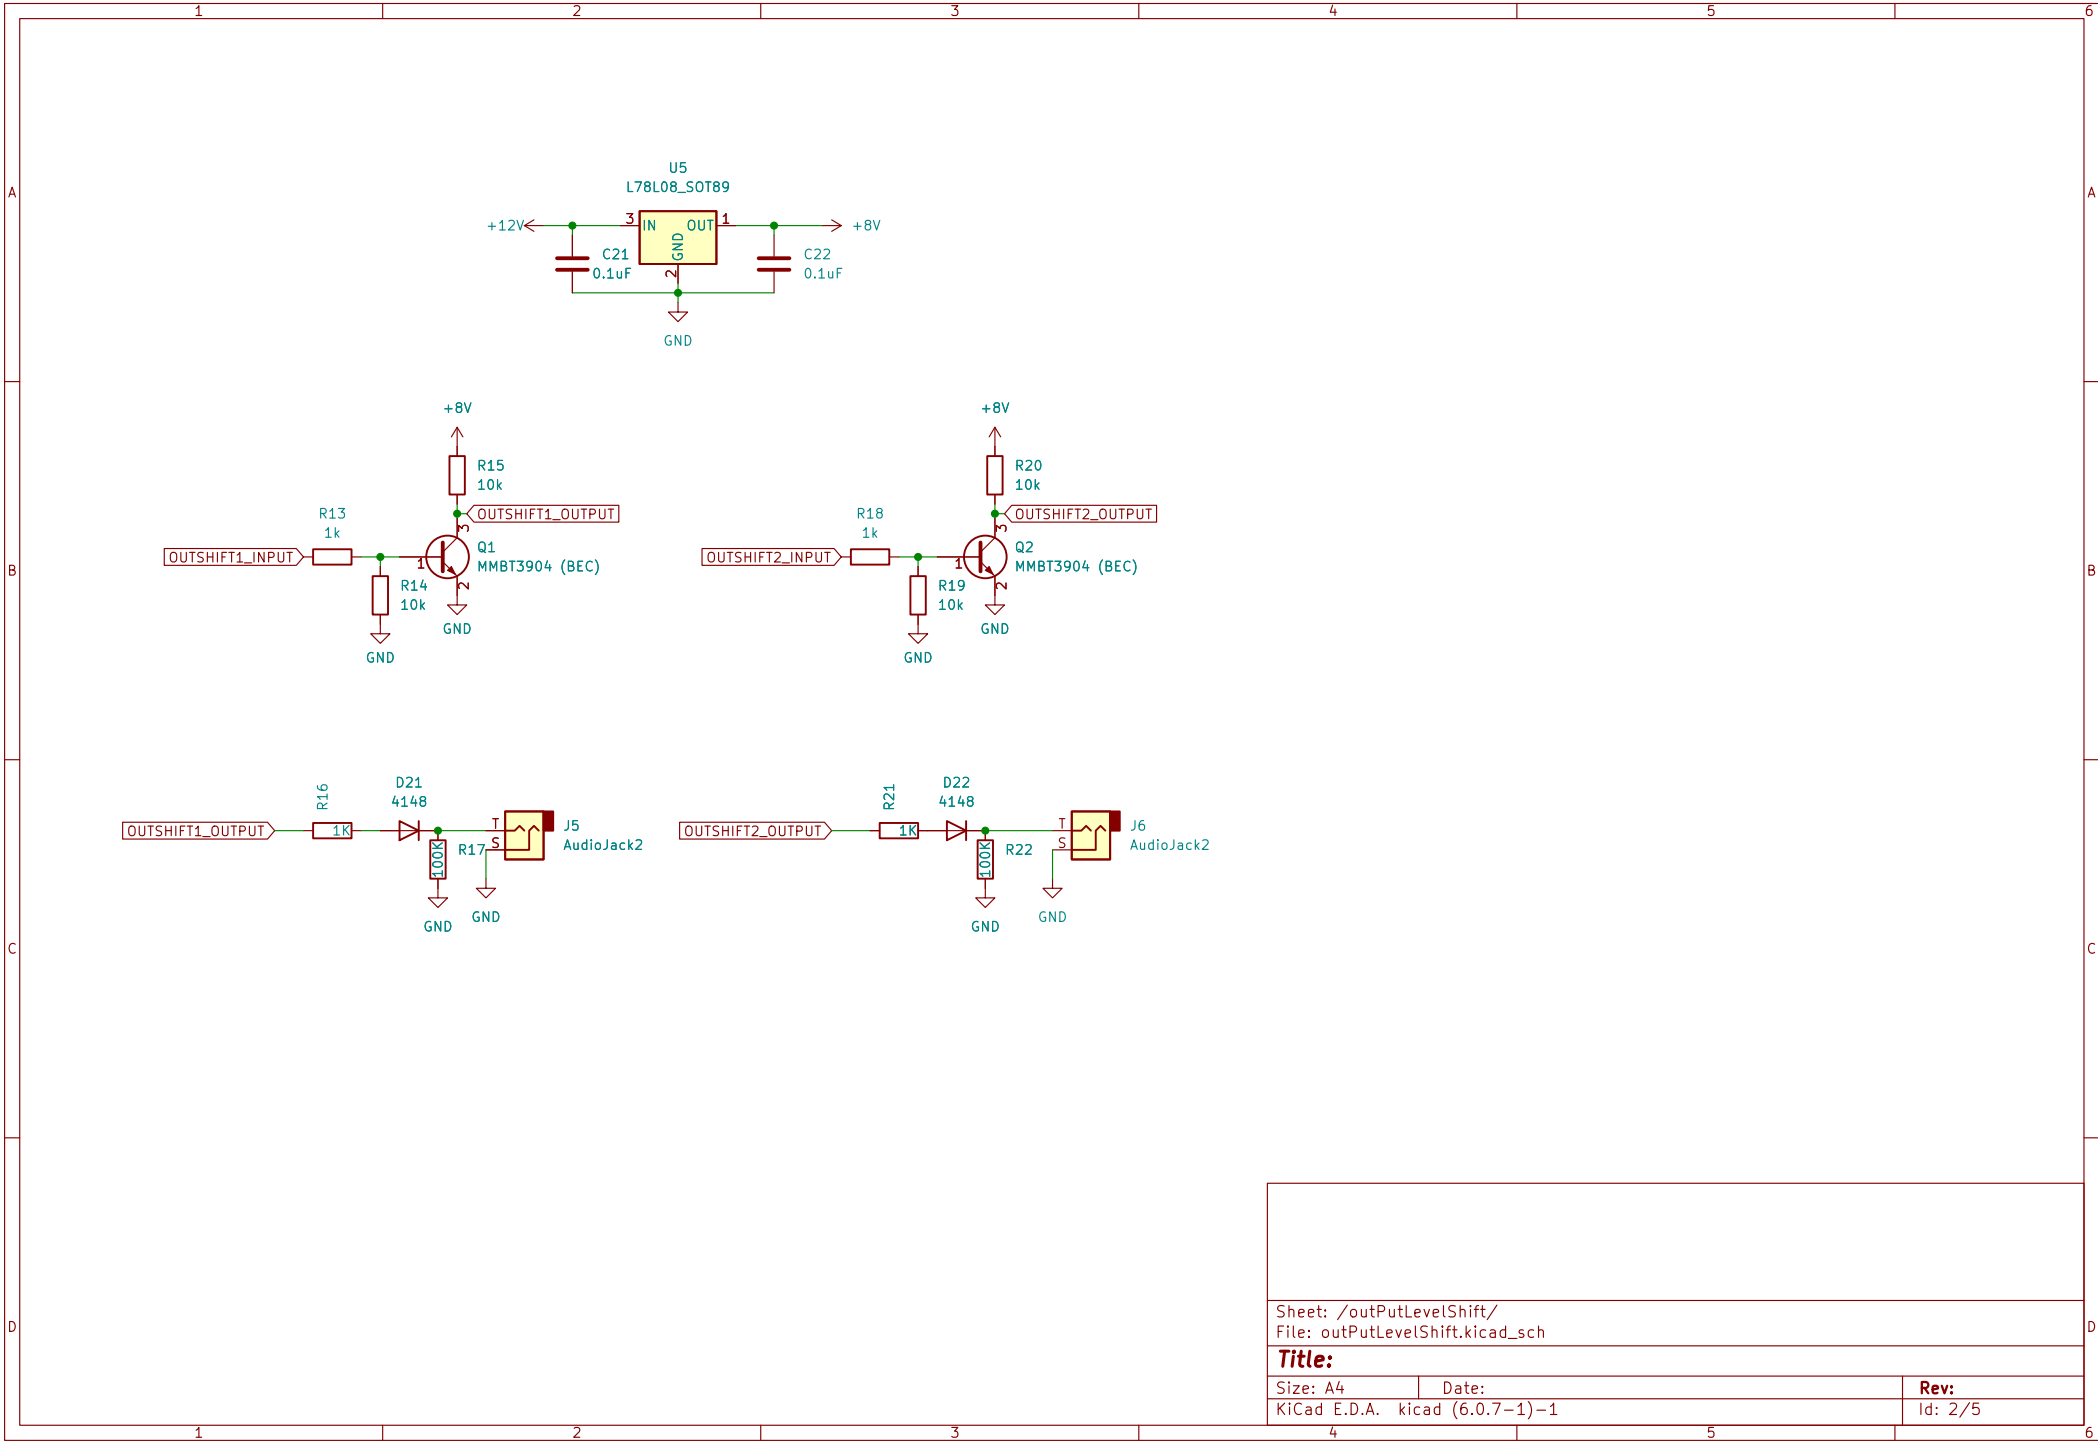 1 2 3 4 5 6
A A
U5
L78L08_SOT89
+12V 3 IN OUT 1 +8V
GND
2
C21
0.1uF
C22
0.1uF
GND
+8V
R15
10k
OUTSHIFT1_OUTPUT
R13
1k
OUTSHIFT1_INPUT
3
1
2
Q1
MMBT3904 (BEC)
R14
10k
GND
GND
+8V
R20
10k
OUTSHIFT2_OUTPUT
R18
1k
OUTSHIFT2_INPUT
3
1
2
Q2
MMBT3904 (BEC)
R19
10k
GND
GND
B B
OUTSHIFT1_OUTPUT
R16
1K
D21
4148
100K
R17
T
S
J5
AudioJack2
GND
GND
OUTSHIFT2_OUTPUT
R21
1K
D22
4148
100K
R22
T
S
J6
AudioJack2
GND
GND
C C
D D
Sheet: /outPutLevelShift/
File: outPutLevelShift.kicad_sch
Title:
Size: A4 Date: Rev:
KiCad E.D.A. kicad (6.0.7-1)-1 Id: 2/5
1 2 3 4 5 6